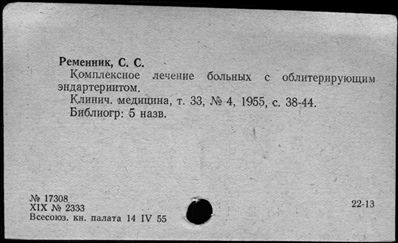 Ременник, С. С.
Комплексное лечение больных с облитерирующим
эндартериитом.
Клинич. медицина, т. 33, № 4, 1955, с. 38-44.
Библиогр: 5 назв.
№ 17308
XIX № 2333
Всесоюз. кн. палата 14 IV 55
22-13